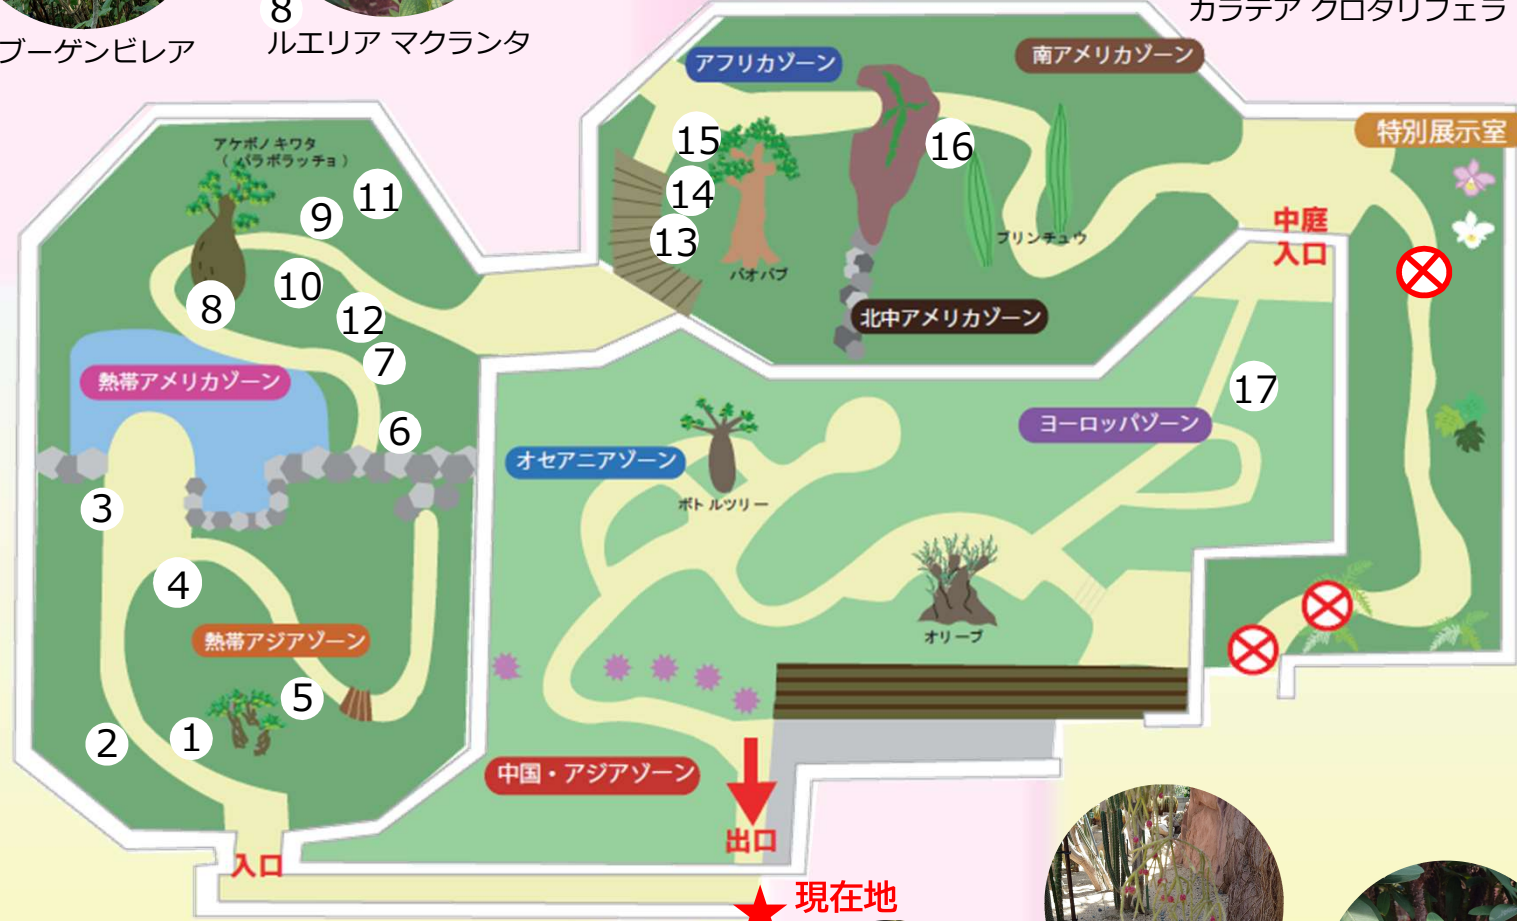 8
ブーゲンビレア
ルエリア マクランタ
カラテア クロタリフェラ
アフリカゾーン
南アメリカゾーン
特別展示室
アケボノキワタ
（パラボラッチョ）
15
16
11
14
9
13
中庭
入口
ブリンチュウ
バオバブ
10
8
12
北中アメリカゾーン
7
熱帯アメリカゾーン
17
6
ヨーロッパゾーン
オセアニアゾーン
ボトルツリー
3
4
オリーブ
熱帯アジアゾーン
5
1
2
中国・アジアゾーン
出口
入口
現在地